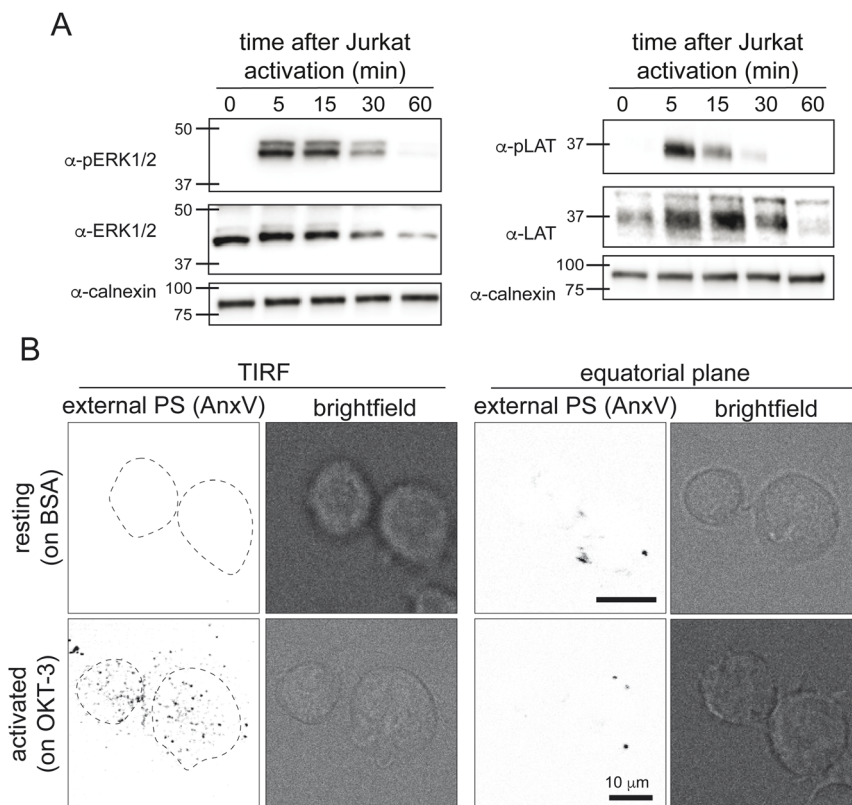 A
time after Jurkat
activation (min)
0 5 15 30 60
50
α-pERK1/2
37
50
α-ERK1/2
37
α-calnexin
100
75
time after Jurkat
activation (min)
0 5 15 30 60
α-pLAT
37
37
α-LAT
100
α-calnexin
75
B
TIRF
equatorial plane
external PS (AnxV)
brightfield
external PS (AnxV)
brightfield
resting
(on BSA)
activated
(on OKT-3)
10 μm